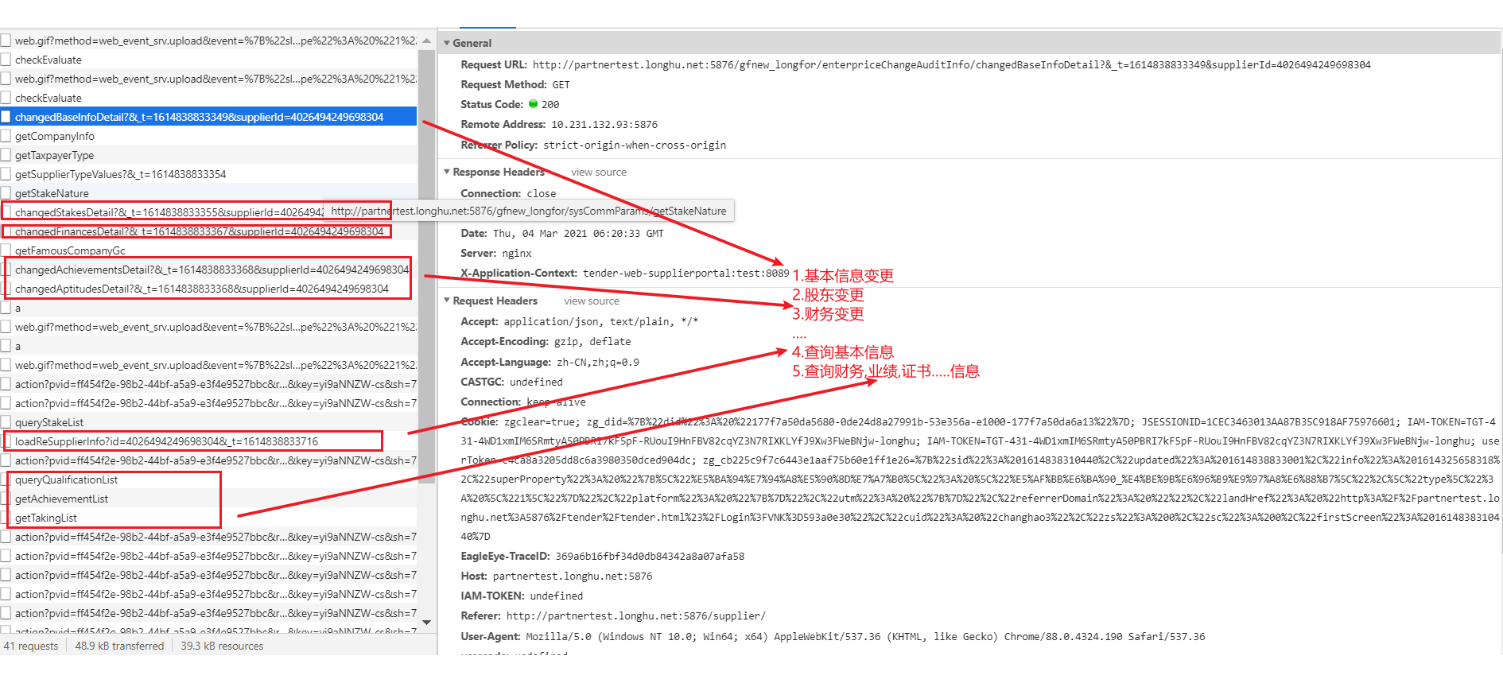 web.gif?method=web_event_srv.upload&event=%7B%22sl...pe%22%3A%20%221%2
checkEvaluate
web.gif?method=web_event_srv.upload&event=%7B%22sl...pe%22%3A%20%221%2
checkEvaluate
changedBaseInfoDetail?&_t=1614838833349&supplierId=4026494249698304
getCompanyInfo
getTaxpayerType
getSupplierTypeValues?&_t=1614838833354
getStakeNature
changedStakesDetail?&_t=1614838833355&supplierId=40264942
http://partnertest.longhu.net:5876/gfnew_longfor/sysCommParams/getStakeNature
changedFinancesDetail?&_t=1614838833367&supplierId=4026494249698304
getFamousCompanyGc
changedAchievementsDetail?&_t=1614838833368&supplierId=4026494249698304
changedAptitudesDetail?&_t=1614838833368&supplierId=4026494249698304
a
web.gif?method=web_event_srv.upload&event=%7B%22sl...pe%22%3A%20%221%2
a
web.gif?method=web_event_srv.upload&event=%7B%22sl...pe%22%3A%20%221%2
action?pvid=ff454f2e-98b2-44bf-a5a9-e3f4e9527bbc&r...&key=yi9aNNZW-cs&sh=7
action?pvid=ff454f2e-98b2-44bf-a5a9-e3f4e9527bbc&r...&key=yi9aNNZW-cs&sh=7
queryStakeList
loadReSupplierInfo?id=4026494249698304&_t=1614838833716
action?pvid=ff454f2e-98b2-44bf-a5a9-e3f4e9527bbc&r...&key=yi9aNNZW-cs&sh=7
queryQualificationList
getAchievementList
getTakingList
action?pvid=ff454f2e-98b2-44bf-a5a9-e3f4e9527bbc&r...&key=yi9aNNZW-cs&sh=7
action?pvid=ff454f2e-98b2-44bf-a5a9-e3f4e9527bbc&r...&key=yi9aNNZW-cs&sh=7
action?pvid=ff454f2e-98b2-44bf-a5a9-e3f4e9527bbc&r...&key=yi9aNNZW-cs&sh=7
action?pvid=ff454f2e-98b2-44bf-a5a9-e3f4e9527bbc&r...&key=yi9aNNZW-cs&sh=7
action?pvid=ff454f2e-98b2-44bf-a5a9-e3f4e9527bbc&r...&key=yi9aNNZW-cs&sh=7
action?pvid=ff454f2e-98b2-44bf-a5a9-e3f4e9527bbc&r...&key=yi9aNNZW-cs&sh=7
41 requests 48.9 kB transferred 39.3 kB resources
General
Request URL: http://partnertest.longhu.net:5876/gfnew_longfor/enterpriceChangeAuditInfo/changedBaseInfoDetail?&_t=1614838833349&supplierId=4026494249698304
Request Method: GET
Status Code: 200
Remote Address: 10.231.132.93:5876
Referrer Policy: strict-origin-when-cross-origin
Response Headers view source
Connection: close
Date: Thu, 04 Mar 2021 06:20:33 GMT
Server: nginx
X-Application-Context: tender-web-supplierportal:test:8089
1.基本信息变更
2.股东变更
3.财务变更
....
4.查询基本信息
5.查询财务,业绩,证书.....信息
Request Headers view source
Accept: application/json, text/plain, */*
Accept-Encoding: gzip, deflate
Accept-Language: zh-CN,zh;q=0.9
CASTGC: undefined
Connection: keep-alive
Cookie: zgclear=true; zg_did=%7B%22did%22%3A%20%22177f7a50da5680-0de24d8a27991b-53e356a-e1000-177f7a50da6a13%22%7D; JSESSIONID=1CEC3463013AA87B35C918AF75976601; IAM-TOKEN=TGT-4
31-4WD1xmIM6SRmtyA50PBRI7kF5pF-RUouI9HnFBV82cqYZ3N7RIXKLYfJ9Xw3FWeBNjw-longhu; IAM-TOKEN=TGT-431-4WD1xmIM6SRmtyA50PBRI7kF5pF-RUouI9HnFBV82cqYZ3N7RIXKLYfJ9Xw3FWeBNjw-longhu; use
rToken=c4ca8a3205dd8c6a3980350dced904dc; zg_cb225c9f7c6443e1aaf75b60e1ff1e26=%7B%22sid%22%3A%201614838310440%2C%22updated%22%3A%201614838833001%2C%22info%22%3A%201614325658318%
2C%22superProperty%22%3A%20%22%7B%5C%22%E5%BA%94%E7%94%A8%E5%90%8D%E7%A7%B0%5C%22%3A%20%5C%22%E5%AF%BB%E6%BA%90_%E4%BE%9B%E6%96%B9%E9%97%A8%E6%88%B7%5C%22%2C%5C%22type%5C%22%3
A%20%5C%221%5C%22%7D%22%2C%22platform%22%3A%20%22%7B%7D%22%2C%22utm%22%3A%20%22%7B%7D%22%2C%22referrerDomain%22%3A%20%22%22%2C%22landHref%22%3A%20%22http%3A%2F%2Fpartnertest.lo
nghu.net%3A5876%2Ftender%2Ftender.html%23%2FLogin%3FVNK%3D593a0e30%22%2C%22cuid%22%3A%20%22changhao3%22%2C%22zs%22%3A%200%2C%22sc%22%3A%200%2C%22firstScreen%22%3A%2016148383104
40%7D
EagleEye-TraceID: 369a6b16fbf34d0db84342a8a07afa58
Host: partnertest.longhu.net:5876
IAM-TOKEN: undefined
Referer: http://partnertest.longhu.net:5876/supplier/
User-Agent: Mozilla/5.0 (Windows NT 10.0; Win64; x64) AppleWebKit/537.36 (KHTML, like Gecko) Chrome/88.0.4324.190 Safari/537.36